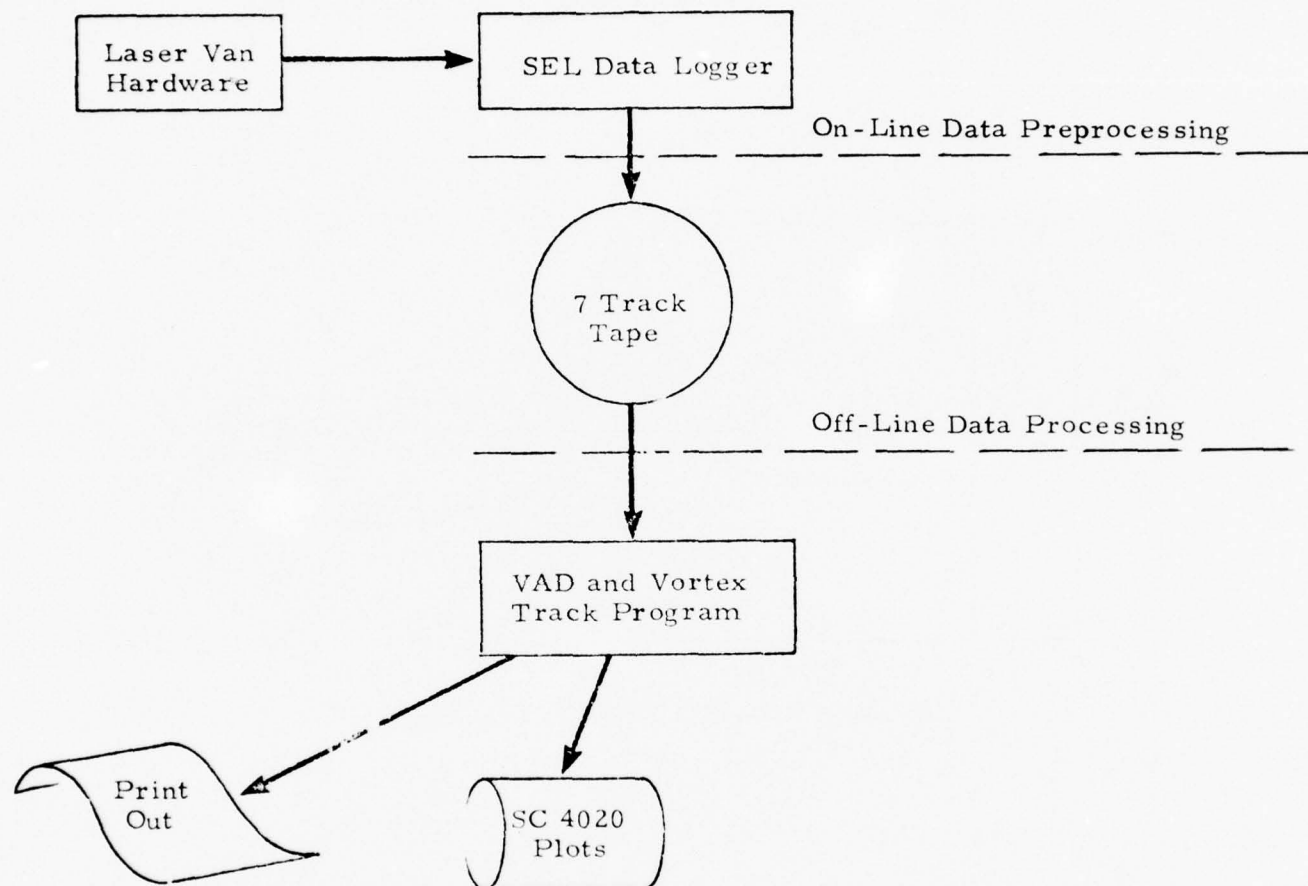 Laser Van
Hardware
SEL Data Logger
On-Line Data Preprocessing
7 Track
Tape
Off-Line Data Processing
VAD and Vortex
Track Program
Print
Out
SC 4020
Plots